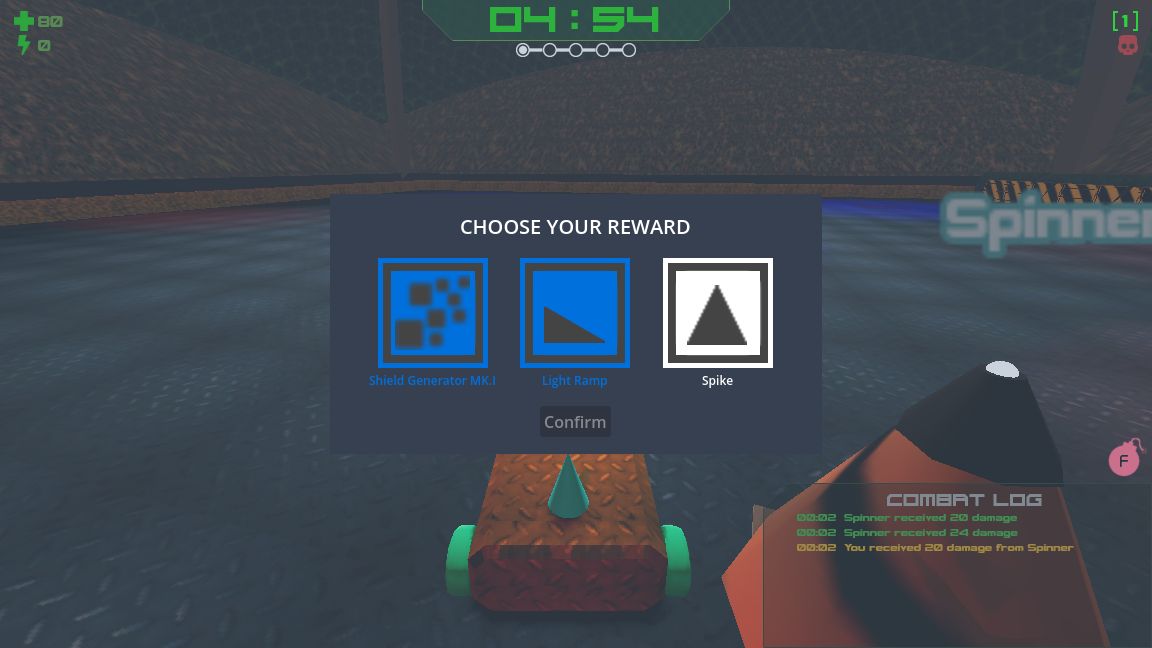 80
04:54
[1]
0
Spinner
CHOOSE YOUR REWARD
Shield Generator MK.I
Light Ramp
Spike
Confirm
F
COMBAT LOG
00:02 Spinner received 20 damage
00:02 Spinner received 24 damage
00:02 You received 20 damage from Spinner